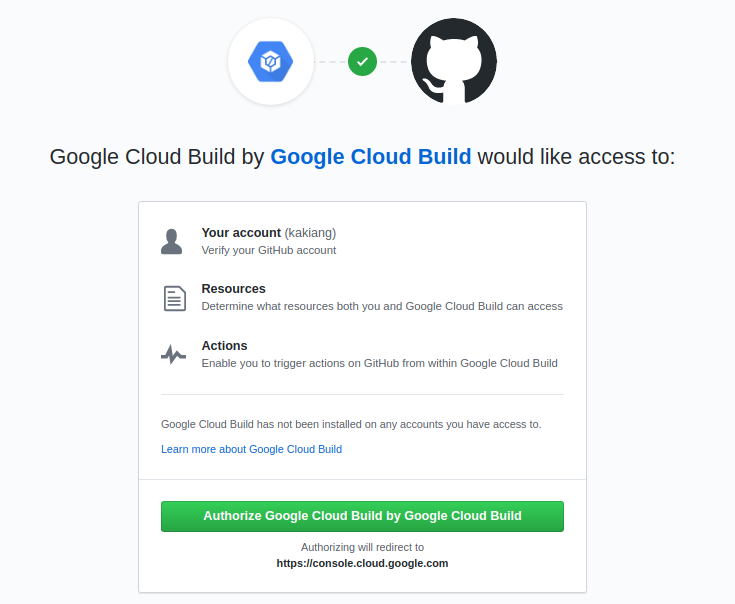 Google Cloud Build by Google Cloud Build would like access to:
Your account (kakiang)
Verify your GitHub account
Resources
Determine what resources both you and Google Cloud Build can access
Actions
Enable you to trigger actions on GitHub from within Google Cloud Build
Google Cloud Build has not been installed on any accounts you have access to.
Learn more about Google Cloud Build
Authorize Google Cloud Build by Google Cloud Build
Authorizing will redirect to
https://console.cloud.google.com